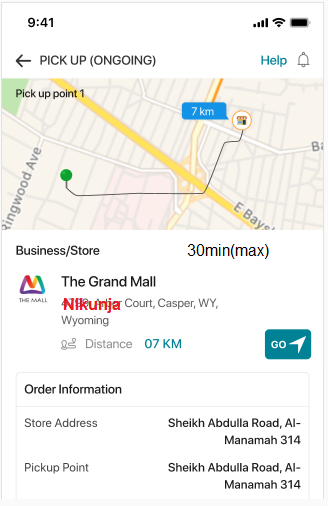 9:41
PICK UP (ONGOING)
Help
Pick up point 1
7 km
Ringwood Ave
Ba
E Baysh
Business/Store
30min(max)
The Grand Mall
THE MALL
Nikunja
Court, Casper, WY,
Wyoming
Distance 07 KM
GO
Order Information
Store Address
Sheikh Abdulla Road, Al-
Manamah 314
Pickup Point
Sheikh Abdulla Road, Al-
Manamah 314